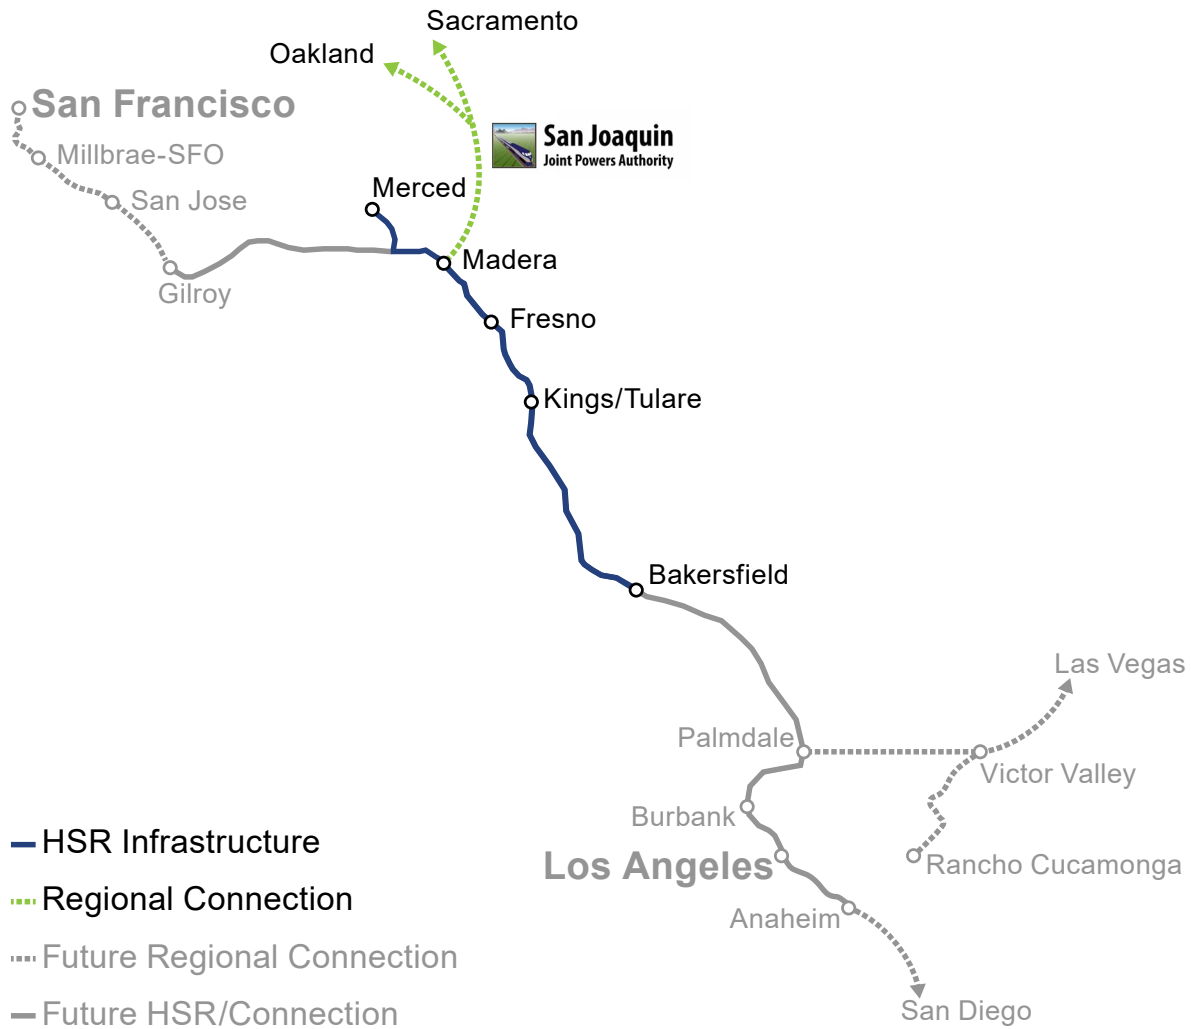 Sacramento
Oakland
San Francisco
San Joaquin
Joint Powers Authority
Millbrae-SFO
Merced
San Jose
Madera
Gilroy
Fresno
Kings/Tulare
Bakersfield
Las Vegas
Palmdale
Victor Valley
Burbank
HSR Infrastructure
Los Angeles
Rancho Cucamonga
Regional Connection
Anaheim
Future Regional Connection
San Diego
Future HSR/Connection